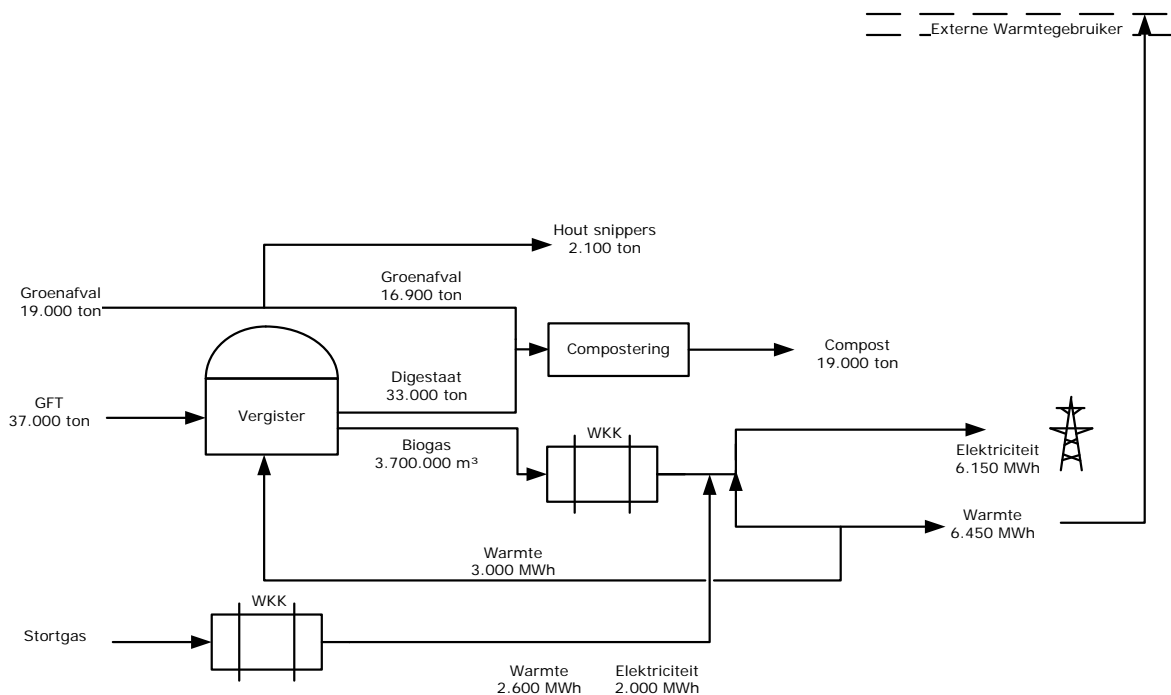 Externe Warmtegebruiker
Hout snippers
2.100 ton
Groenafval
16.900 ton
Groenafval
19.000 ton
Compostering
Compost
19.000 ton
Digestaat
33.000 ton
GFT
37.000 ton
Vergister
WKK
Biogas
3.700.000 m³
Elektriciteit
6.150 MWh
Warmte
6.450 MWh
Warmte
3.000 MWh
WKK
Stortgas
Warmte
2.600 MWh
Elektriciteit
2.000 MWh